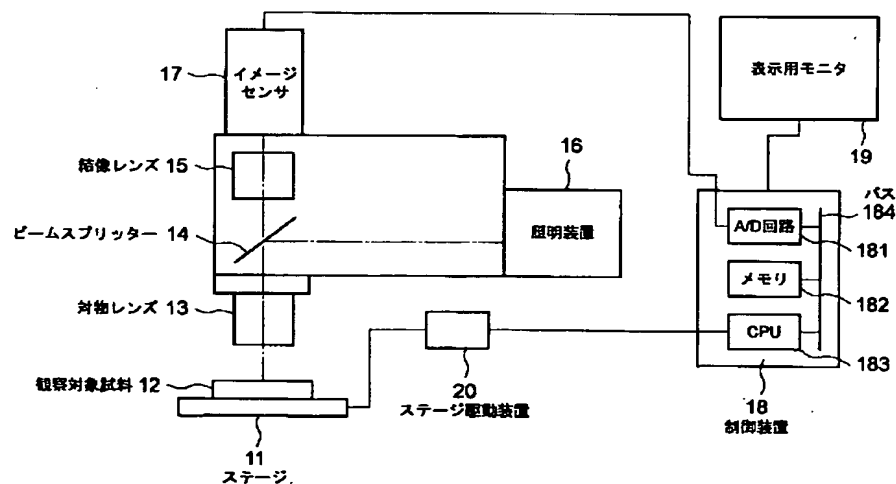 17
イメージ
センサ
表示用モニタ
19
結像レンズ
15
16
照明装置
ビームスプリッター 14
バス
184
A/D回路
181
メモリ
182
対物レンズ 13
CPU
183
観察対象試料 12
20
ステージ駆動装置
18
制御装置
11
ステージ